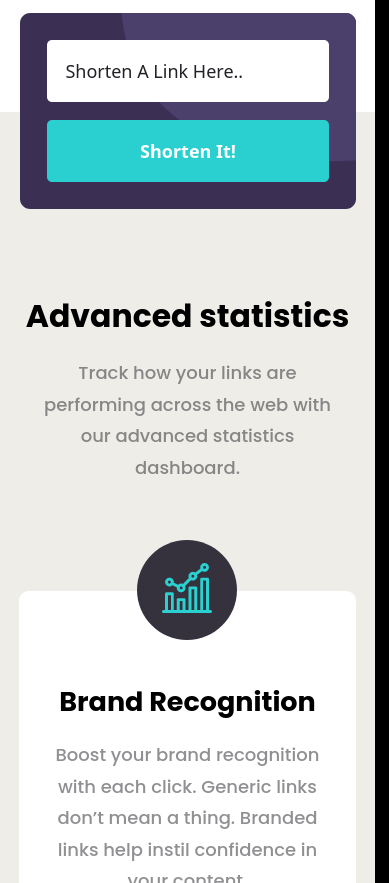 Shorten A Link Here..
Shorten It!
Advanced statistics
Track how your links are
performing across the web with
our advanced statistics
dashboard.
Brand Recognition
Boost your brand recognition
with each click. Generic links
don’t mean a thing. Branded
links help instil confidence in
your content.